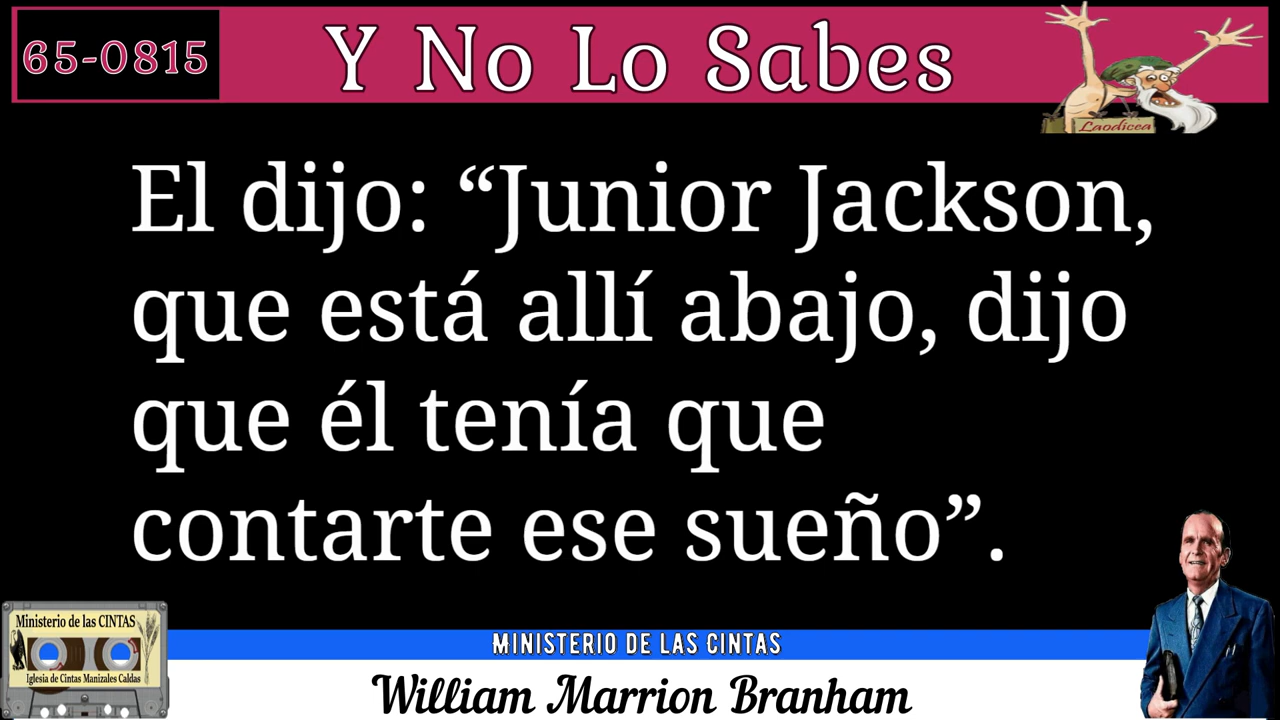 65-0815
Y No Lo Sabes
Laodicea
El dijo: “Junior Jackson,
que está allí abajo, dijo
que él tenía que
contarte ese sueño”.
Ministerio de las CINTAS
Iglesia de Cintas Manizales Caldas
MINISTERIO DE LAS CINTAS
William Marrion Branham